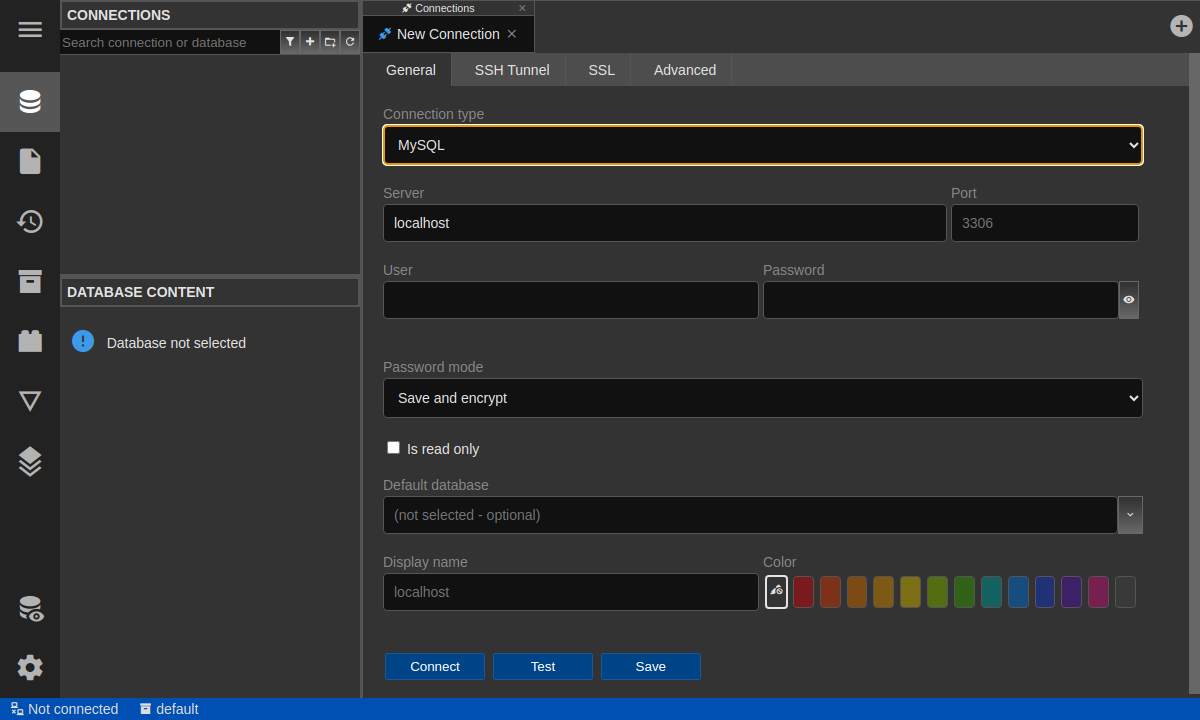 CONNECTIONS
Search connection or database
DATABASE CONTENT
Database not selected
Connections
New Connection
General SSH Tunnel SSL Advanced
Connection type
MySQL
Server Port
localhost 3306
User Password
Password mode
Save and encrypt
Is read only
Default database
(not selected - optional)
Display name Color
localhost
Connect Test Save
Not connected default